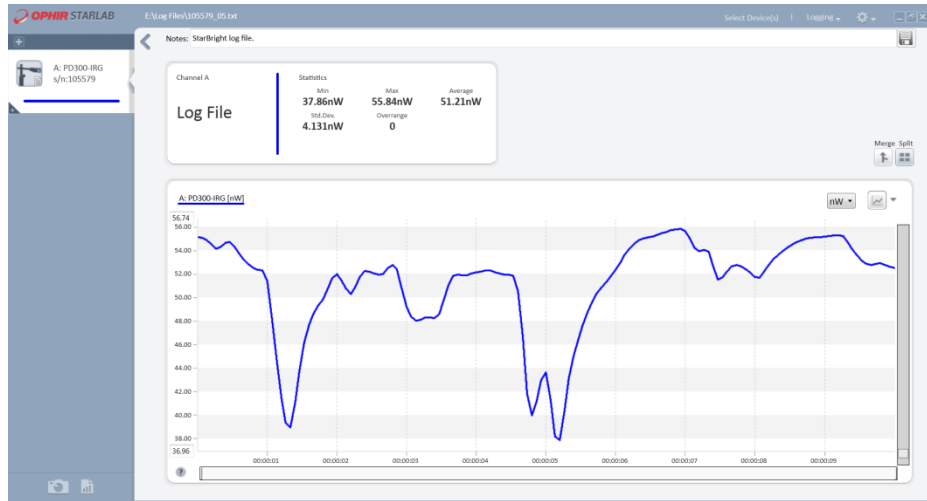 OPHIR STARLAB
E:\Log Files\105579_05.txt
Select Device(s) | Logging
Notes: StarBright log file.
A: PD300-IRG
s/n:105579
Channel A
Log File
Statistics
Min Max Average
37.86nW 55.84nW 51.21nW
Std.Dev. Overrange
4.131nW 0
Merge Split
A: PD300-IRG [nW]
nW
56.74
56.00
54.00
52.00
50.00
48.00
46.00
44.00
42.00
40.00
38.00
36.96
00:00:01 00:00:02 00:00:03 00:00:04 00:00:05 00:00:06 00:00:07 00:00:08 00:00:09
?